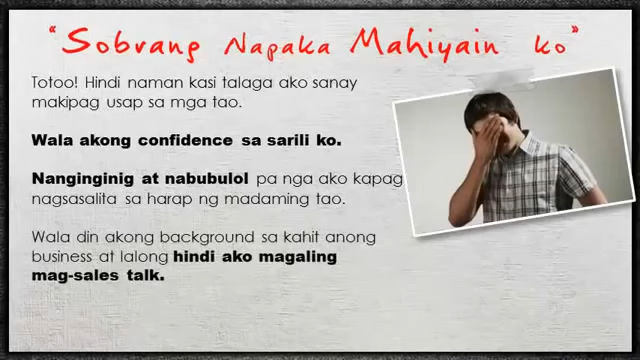 “Sobrang Napaka Mahiyain ko”
Totoo! Hindi naman kasi talaga ako sanay
makipag usap sa mga tao.
Wala akong confidence sa sarili ko.
Nanginginig at nabubulol pa nga ako kapag
nagsasalita sa harap ng madaming tao.
Wala din akong background sa kahit anong
business at lalong hindi ako magaling
mag-sales talk.